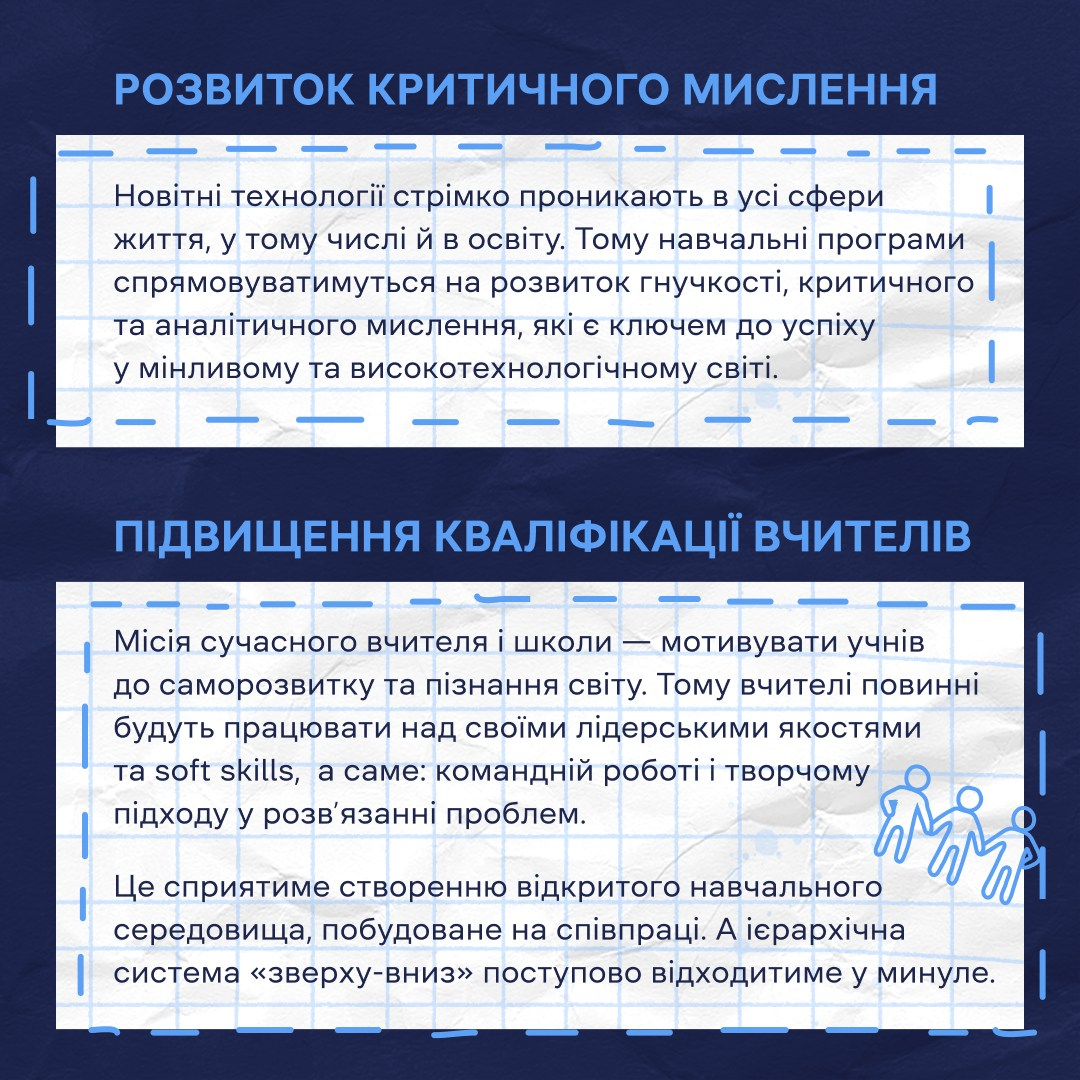 РОЗВИТОК КРИТИЧНОГО МИСЛЕННЯ
Новітні технології стрімко проникають в усі сфери
життя, у тому числі й в освіту. Тому навчальні програми
спрямовуватимуться на розвиток гнучкості, критичного
та аналітичного мислення, які є ключем до успіху
у мінливому та високотехнологічному світі.
ПІДВИЩЕННЯ КВАЛІФІКАЦІЇ ВЧИТЕЛІВ
Місія сучасного вчителя і школи — мотивувати учнів
до саморозвитку та пізнання світу. Тому вчителі повинні
будуть працювати над своїми лідерськими якостями
та soft skills,  а саме: командній роботі і творчому
підходу у розв’язанні проблем.
Це сприятиме створенню відкритого навчального
середовища, побудоване на співпраці. А ієрархічна
система «зверху-вниз» поступово відходитиме у минуле.